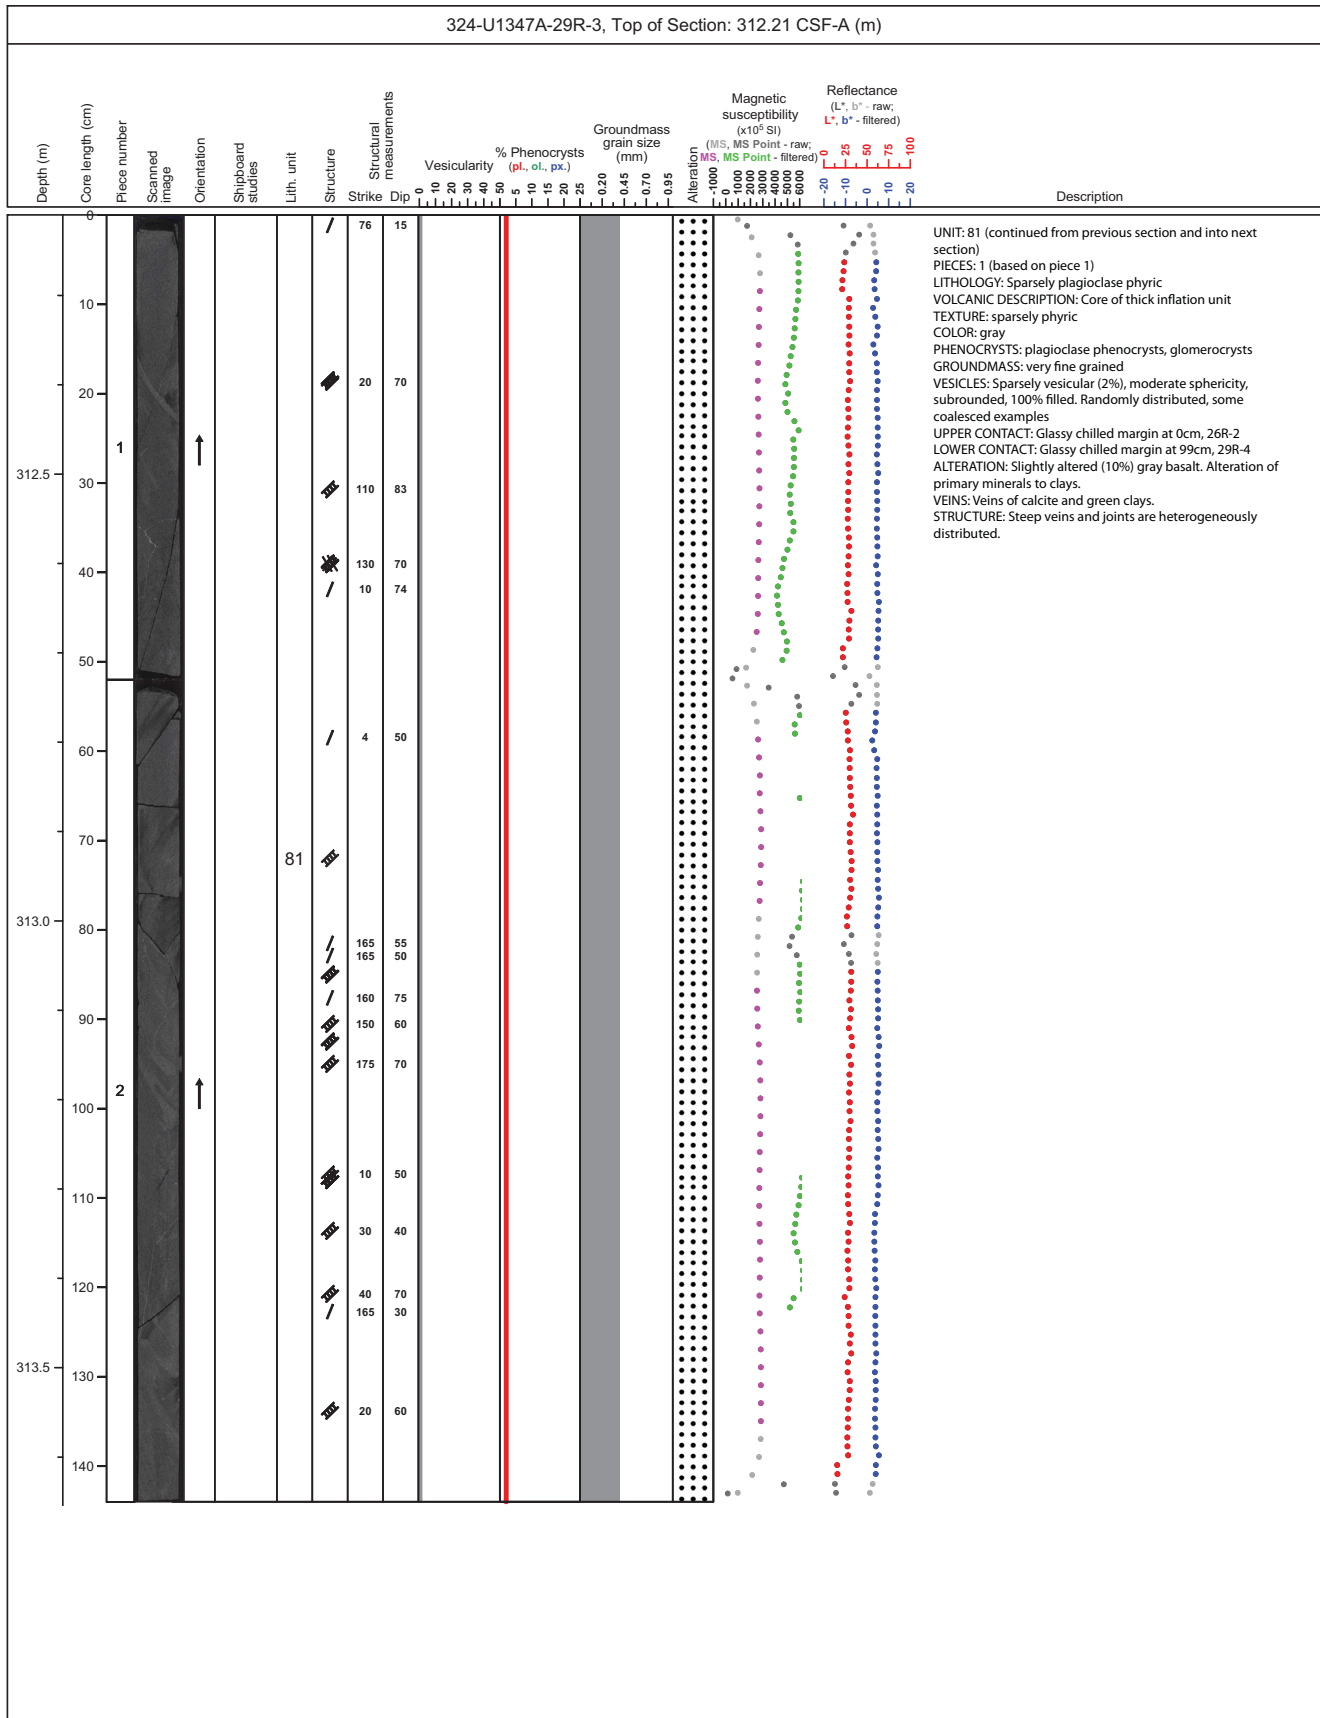 324-U1347A-29R-3, Top of Section: 312.21 CSF-A (m)
Depth (m)
Core length (cm)
Piece number
Scanned
image
Orientation
Shipboard
studies
Lith. unit
Structure
Structural
measurements
Strike Dip
Vesicularity
0 10 20 30 40 50
% Phenocrysts
(pl., ol., px.)
5 10 15 20 25
Groundmass
grain size
(mm)
0.20 0.45 0.70 0.95
Alteration
Magnetic
susceptibility
(x10⁵ SI)
(MS, MS Point - raw;
MS, MS Point - filtered)
-1000 0 1000 2000 3000 4000 5000 6000
Reflectance
(L*, b* - raw;
L*, b* - filtered)
0 25 50 75 100
-20 -10 0 10 20
Description
0
76 15
10
20 70
20
1
312.5
30
110 83
130 70
40
10 74
50
4 50
60
70
81
313.0
80
165 55
165 50
160 75
90
150 60
175 70
2
100
10 50
110
30 40
120
40 70
165 30
313.5
130
20 60
140
UNIT: 81 (continued from previous section and into next
section)
PIECES: 1 (based on piece 1)
LITHOLOGY: Sparsely plagioclase phyric
VOLCANIC DESCRIPTION: Core of thick inflation unit
TEXTURE: sparsely phyric
COLOR: gray
PHENOCRYSTS: plagioclase phenocrysts, glomerocrysts
GROUNDMASS: very fine grained
VESICLES: Sparsely vesicular (2%), moderate sphericity,
subrounded, 100% filled. Randomly distributed, some
coalesced examples
UPPER CONTACT: Glassy chilled margin at 0cm, 26R-2
LOWER CONTACT: Glassy chilled margin at 99cm, 29R-4
ALTERATION: Slightly altered (10%) gray basalt. Alteration of
primary minerals to clays.
VEINS: Veins of calcite and green clays.
STRUCTURE: Steep veins and joints are heterogeneously
distributed.